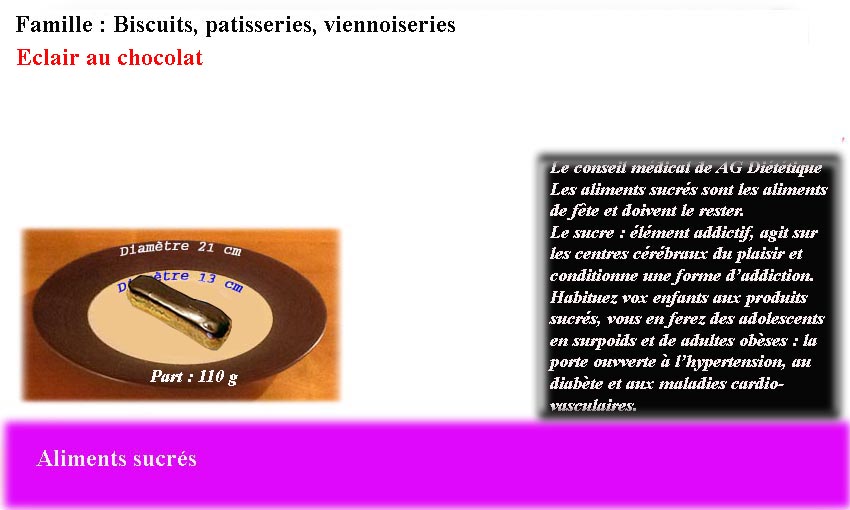 Famille : Biscuits, patisseries, viennoiseries
Eclair au chocolat
Le conseil médical de AG Diététique
Les aliments sucrés sont les aliments
de fête et doivent le rester.
Le sucre : élément addictif, agit sur
les centres cérébraux du plaisir et
conditionne une forme d’addiction.
Habituez vox enfants aux produits
sucrés, vous en ferez des adolescents
en surpoids et de adultes obèses : la
porte ouvverte à l’hypertension, au
diabète et aux maladies cardio-
vasculaires.
Diamètre 21 cm
Diamètre 13 cm
Part : 110 g
Aliments sucrés